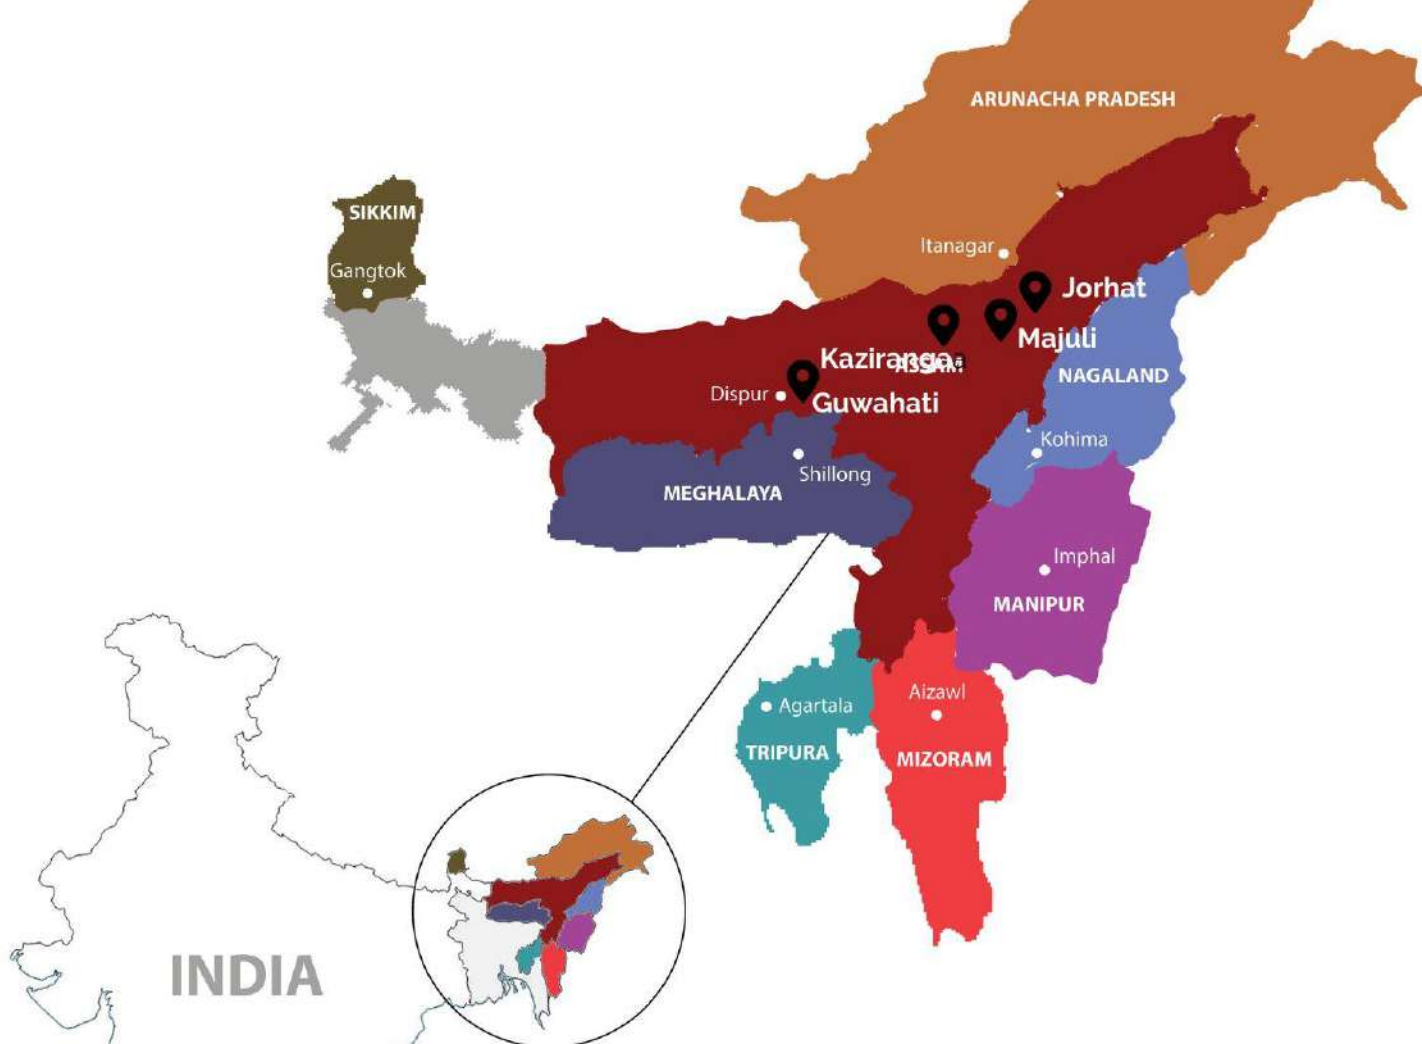 ARUNACHA PRADESH
SIKKIM
Itanagar
Gangtok
Jorhat
Majuli
Kaziranga
ASSAM
NAGALAND
Dispur
Guwahati
Kohima
Shillong
MEGHALAYA
Imphal
MANIPUR
Aizawl
Agartala
TRIPURA
MIZORAM
INDIA